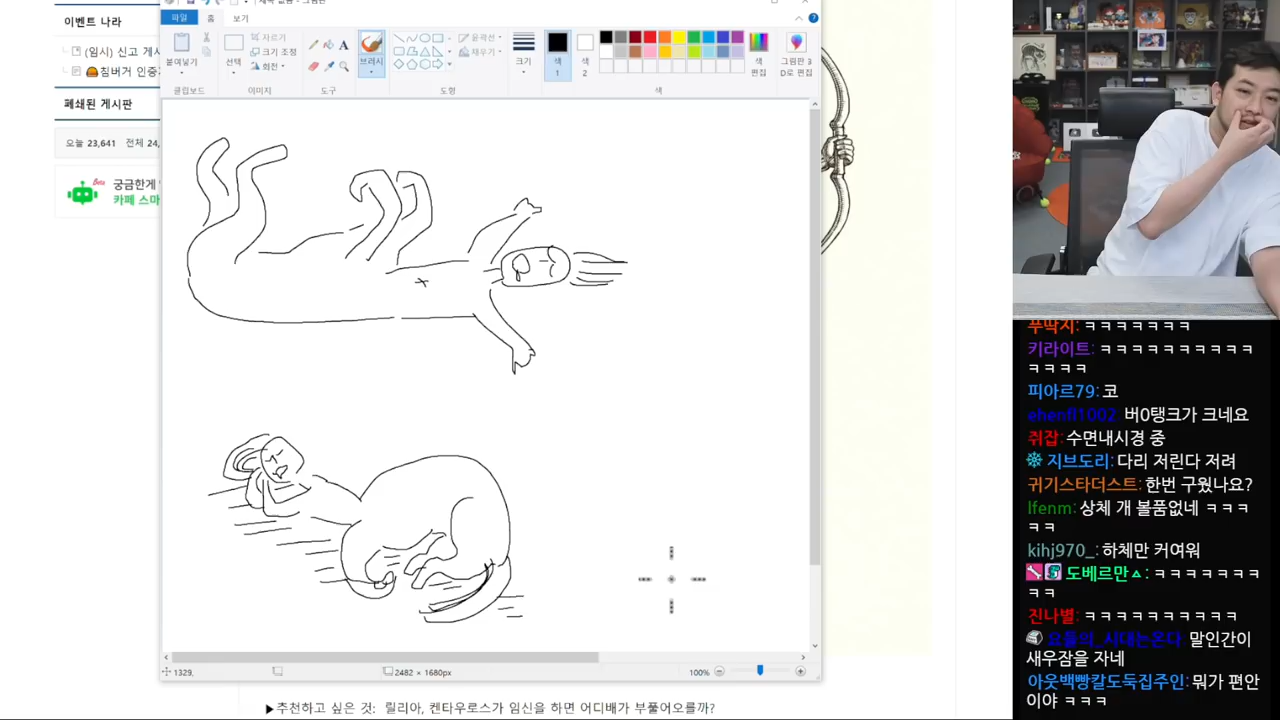 이벤트 나라
(임시) 신고 게시
침버거 인증
폐쇄된 게시판
오늘 23,641 전체 24,
Beta
궁금한게
카페 스마
파일
홈
보기
붙여넣기
클립보드
선택
자르기
크기 조정
회전
이미지
A
도구
브러시
윤곽선
채우기
도형
크기
색
1
색
2
색
편집
그림판 3
D로 편집
색
1329,
2482 × 1680px
100%
▶추천하고 싶은 것: 켈리아, 켄타우로스가 임신을 하면 어디배가 부풀어오를까?
푸딱지: ㅋㅋㅋㅋㅋㅋㅋ
키라이트: ㅋㅋㅋㅋㅋㅋㅋㅋㅋㅋ
ㅋㅋㅋㅋ
피아르79: 코
ehenfl1002: 버0탱크가 크네요
쥐잡: 수면내시경 중
지브도리: 다리 저린다 저려
귀기스타더스트: 한번 구웠나요?
lfenm: 상체 개 볼품없네 ㅋㅋㅋ
ㅋㅋ
kihj970_: 하체만 커여워
도베르만▵: ㅋㅋㅋㅋㅋㅋㅋ
ㅋㅋ
진나별: ㅋㅋㅋㅋㅋㅋㅋㅋㅋㅋ
요들의_시대는온다: 말인간이
새우잠을 자네
아웃백빵칼도둑집주인: 뭐가 편안
이야 ㅋㅋㅋ